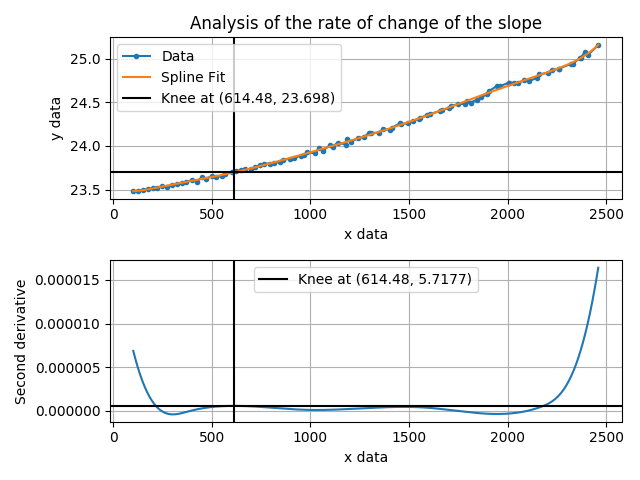 Analysis of the rate of change of the slope
25.0
24.5
24.0
23.5
y data
Data
Spline Fit
Knee at (614.48, 23.698)
0 500 1000 1500 2000 2500
x data
0.000015
0.000010
0.000005
0.000000
Second derivative
Knee at (614.48, 5.7177)
0 500 1000 1500 2000 2500
x data